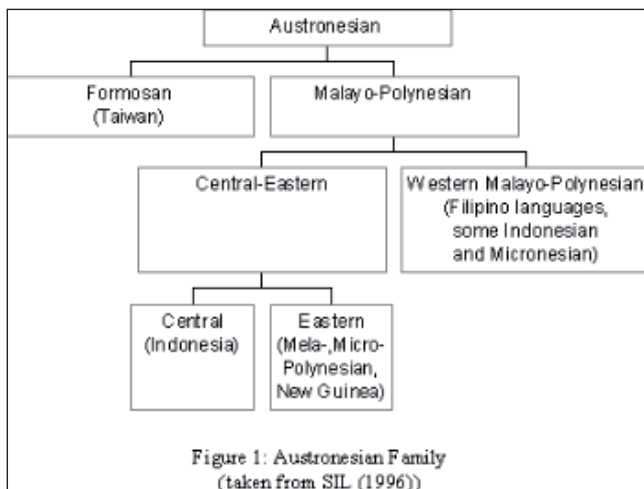 Austronesian
Formosan
(Taiwan)
Malayo-Polynesian
Central-Eastern
Western Malayo-Polynesian
(Filipino languages,
some Indonesian
and Micronesian)
Central
(Indonesia)
Eastern
(Mela-,Micro-
Polynesian,
New Guinea)
Figure 1: Austronesian Family
(taken from SIL (1996))